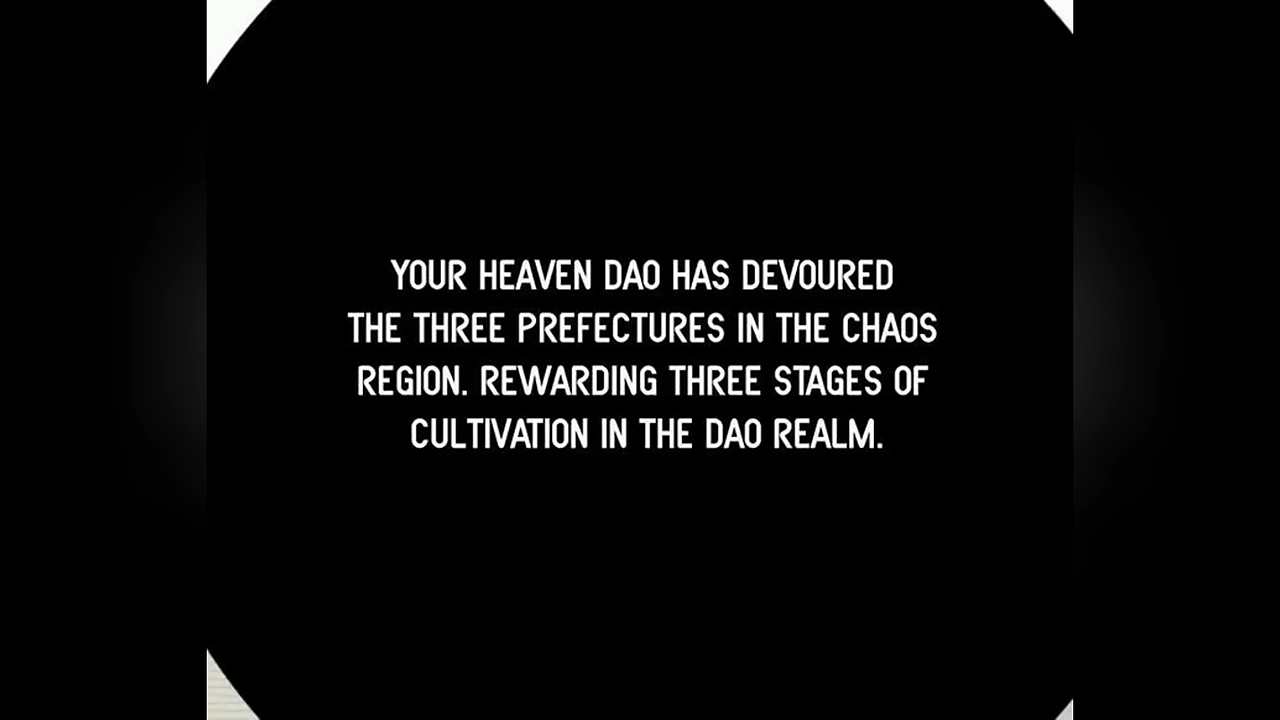 YOUR HEAVEN DAO HAS DEVOURED
THE THREE PREFECTURES IN THE CHAOS
REGION. REWARDING THREE STAGES OF
CULTIVATION IN THE DAO REALM.